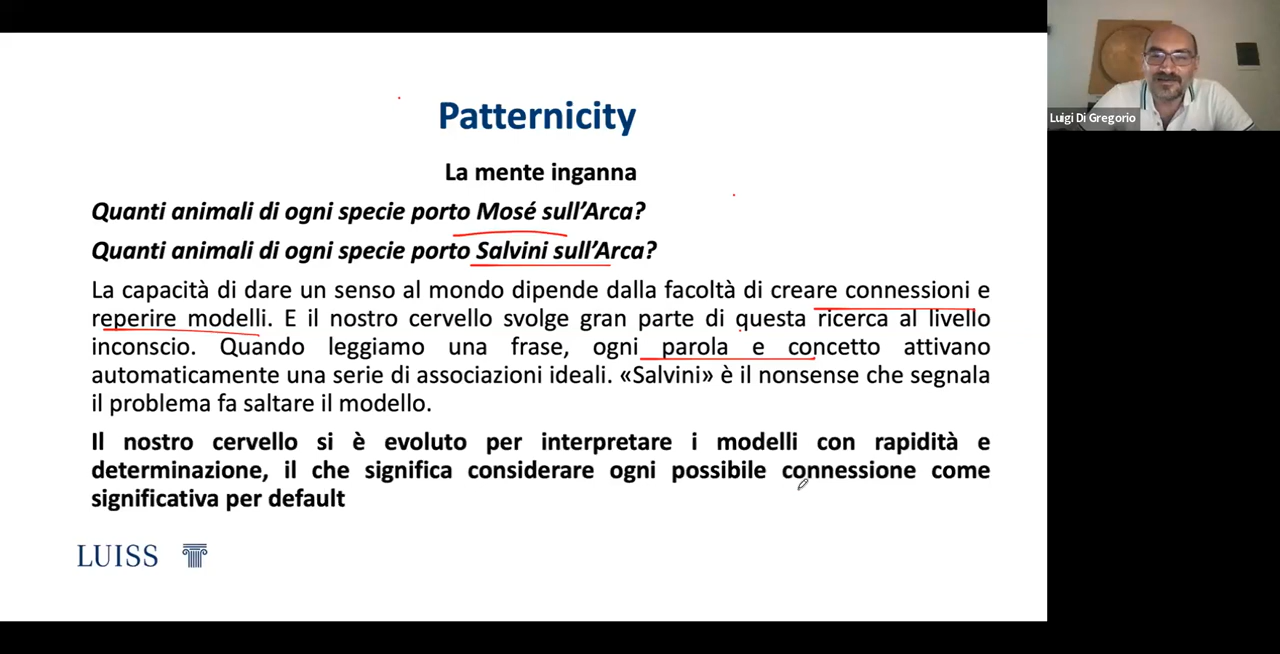 Patternicity
La mente inganna
Quanti animali di ogni specie porto Mosé sull'Arca?
Quanti animali di ogni specie porto Salvini sull'Arca?
La capacità di dare un senso al mondo dipende dalla facoltà di creare connessioni e
reperire modelli. E il nostro cervello svolge gran parte di questa ricerca al livello
inconscio. Quando leggiamo una frase, ogni parola e concetto attivano
automaticamente una serie di associazioni ideali. «Salvini» è il nonsense che segnala
il problema fa saltare il modello.
Il nostro cervello si è evoluto per interpretare i modelli con rapidità e
determinazione, il che significa considerare ogni possibile connessione come
significativa per default
LUISS
Luigi Di Gregorio